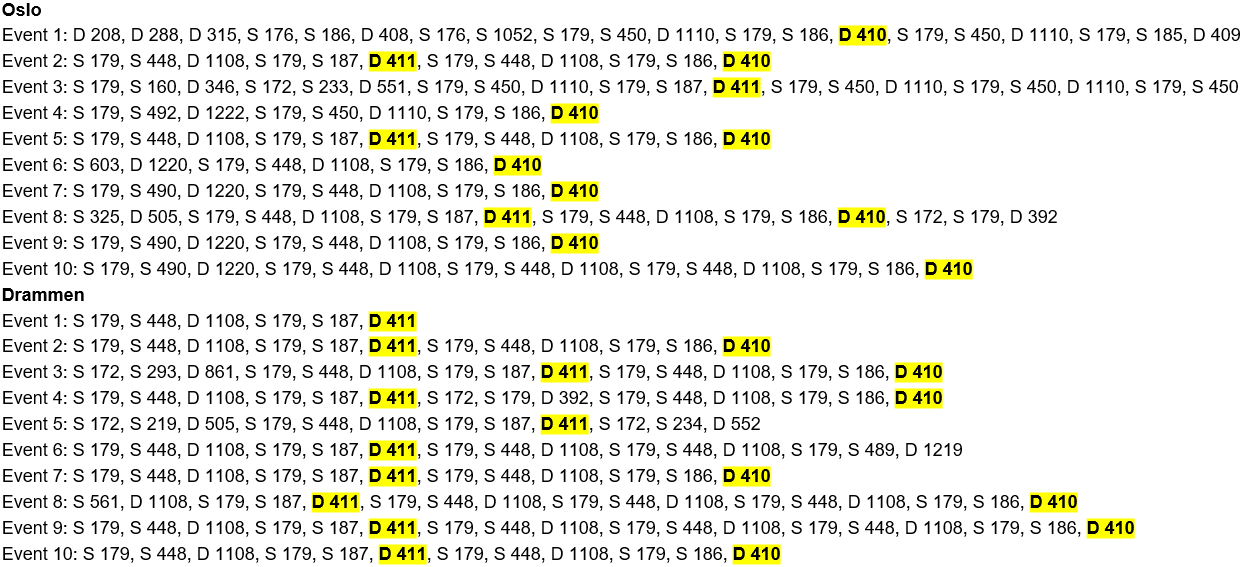 Oslo
Event 1: D 208, D 288, D 315, S 176, S 186, D 408, S 176, S 1052, S 179, S 450, D 1110, S 179, S 186, D 410, S 179, S 450, D 1110, S 179, S 185, D 409
Event 2: S 179, S 448, D 1108, S 179, S 187, D 411, S 179, S 448, D 1108, S 179, S 186, D 410
Event 3: S 179, S 160, D 346, S 172, S 233, D 551, S 179, S 450, D 1110, S 179, S 187, D 411, S 179, S 450, D 1110, S 179, S 450, D 1110, S 179, S 450
Event 4: S 179, S 492, D 1222, S 179, S 450, D 1110, S 179, S 186, D 410
Event 5: S 179, S 448, D 1108, S 179, S 187, D 411, S 179, S 448, D 1108, S 179, S 186, D 410
Event 6: S 603, D 1220, S 179, S 448, D 1108, S 179, S 186, D 410
Event 7: S 179, S 490, D 1220, S 179, S 448, D 1108, S 179, S 186, D 410
Event 8: S 325, D 505, S 179, S 448, D 1108, S 179, S 187, D 411, S 179, S 448, D 1108, S 179, S 186, D 410, S 172, S 179, D 392
Event 9: S 179, S 490, D 1220, S 179, S 448, D 1108, S 179, S 186, D 410
Event 10: S 179, S 490, D 1220, S 179, S 448, D 1108, S 179, S 448, D 1108, S 179, S 448, D 1108, S 179, S 186, D 410
Drammen
Event 1: S 179, S 448, D 1108, S 179, S 187, D 411
Event 2: S 179, S 448, D 1108, S 179, S 187, D 411, S 179, S 448, D 1108, S 179, S 186, D 410
Event 3: S 172, S 293, D 861, S 179, S 448, D 1108, S 179, S 187, D 411, S 179, S 448, D 1108, S 179, S 186, D 410
Event 4: S 179, S 448, D 1108, S 179, S 187, D 411, S 172, S 179, D 392, S 179, S 448, D 1108, S 179, S 186, D 410
Event 5: S 172, S 219, D 505, S 179, S 448, D 1108, S 179, S 187, D 411, S 172, S 234, D 552
Event 6: S 179, S 448, D 1108, S 179, S 187, D 411, S 179, S 448, D 1108, S 179, S 448, D 1108, S 179, S 489, D 1219
Event 7: S 179, S 448, D 1108, S 179, S 187, D 411, S 179, S 448, D 1108, S 179, S 186, D 410
Event 8: S 561, D 1108, S 179, S 187, D 411, S 179, S 448, D 1108, S 179, S 448, D 1108, S 179, S 448, D 1108, S 179, S 186, D 410
Event 9: S 179, S 448, D 1108, S 179, S 187, D 411, S 179, S 448, D 1108, S 179, S 448, D 1108, S 179, S 448, D 1108, S 179, S 186, D 410
Event 10: S 179, S 448, D 1108, S 179, S 187, D 411, S 179, S 448, D 1108, S 179, S 186, D 410